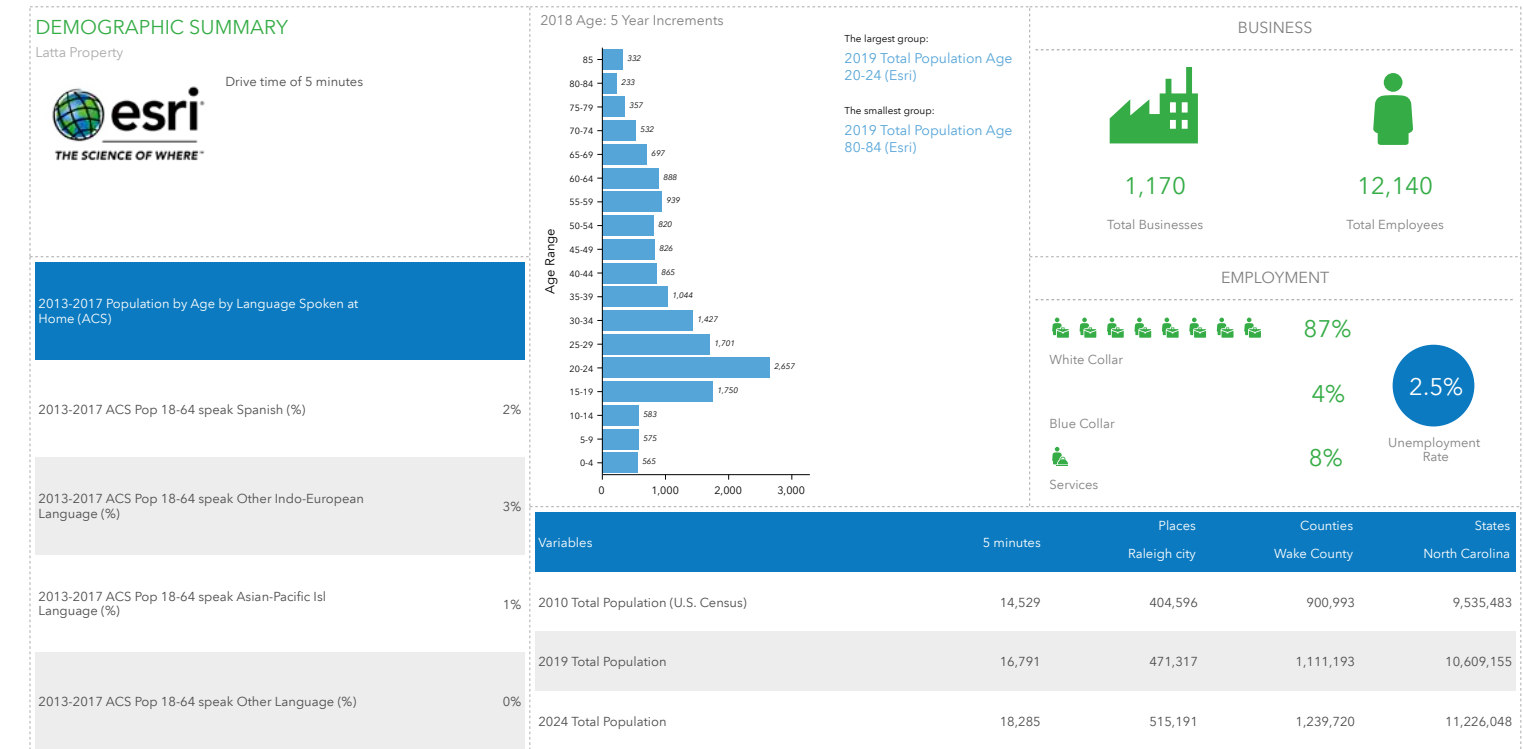 DEMOGRAPHIC SUMMARY
Latta Property
Drive time of 5 minutes
esri
THE SCIENCE OF WHERE™
2013-2017 Population by Age by Language Spoken at
Home (ACS)
2013-2017 ACS Pop 18-64 speak Spanish (%) 2%
2013-2017 ACS Pop 18-64 speak Other Indo-European
Language (%) 3%
2013-2017 ACS Pop 18-64 speak Asian-Pacific Isl
Language (%) 1%
2013-2017 ACS Pop 18-64 speak Other Language (%) 0%
2018 Age: 5 Year Increments
Age Range
85 332
80-84 233
75-79 357
70-74 532
65-69 697
60-64 888
55-59 939
50-54 820
45-49 826
40-44 865
35-39 1,044
30-34 1,427
25-29 1,701
20-24 2,657
15-19 1,750
10-14 583
5-9 575
0-4 565
0 1,000 2,000 3,000
The largest group:
2019 Total Population Age
20-24 (Esri)
The smallest group:
2019 Total Population Age
80-84 (Esri)
BUSINESS
1,170 12,140
Total Businesses Total Employees
EMPLOYMENT
87%
White Collar
4%
Blue Collar
8%
Services
2.5%
Unemployment
Rate
Variables 5 minutes Places Counties States
Raleigh city Wake County North Carolina
2010 Total Population (U.S. Census) 14,529 404,596 900,993 9,535,483
2019 Total Population 16,791 471,317 1,111,193 10,609,155
2024 Total Population 18,285 515,191 1,239,720 11,226,048